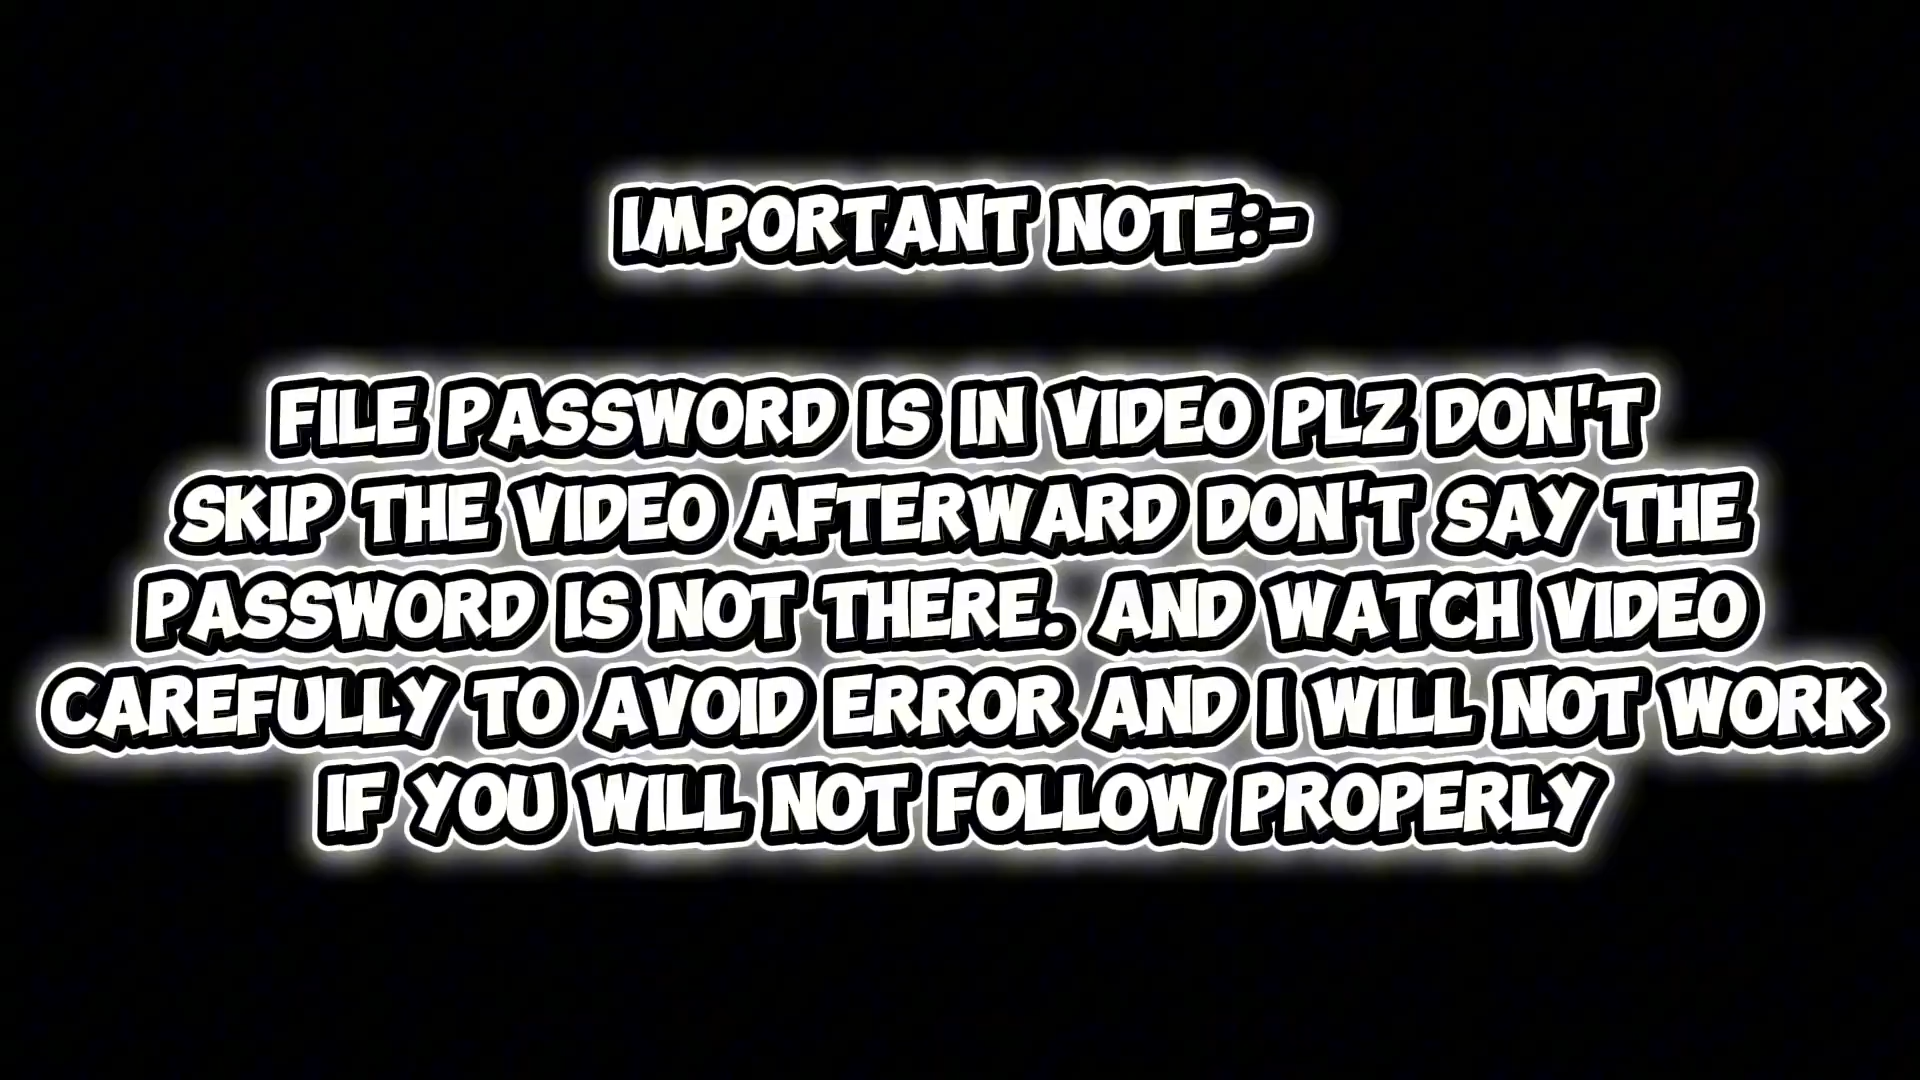 IMPORTANT NOTE:-
FILE PASSWORD IS IN VIDEO PLZ DON'T
SKIP THE VIDEO AFTERWARD DON'T SAY THE
PASSWORD IS NOT THERE. AND WATCH VIDEO
CAREFULLY TO AVOID ERROR AND I WILL NOT WORK
IF YOU WILL NOT FOLLOW PROPERLY